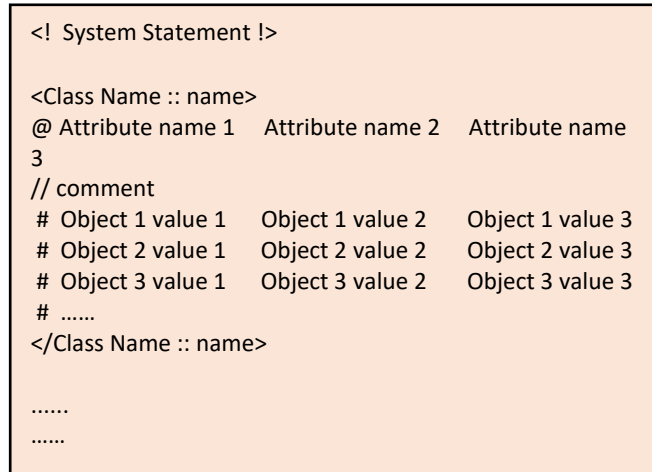 <! System Statement !>
<Class Name :: name>
@ Attribute name 1 Attribute name 2 Attribute name
3
// comment
# Object 1 value 1 Object 1 value 2 Object 1 value 3
# Object 2 value 1 Object 2 value 2 Object 2 value 3
# Object 3 value 1 Object 3 value 2 Object 3 value 3
# ……
</Class Name :: name>
......
……